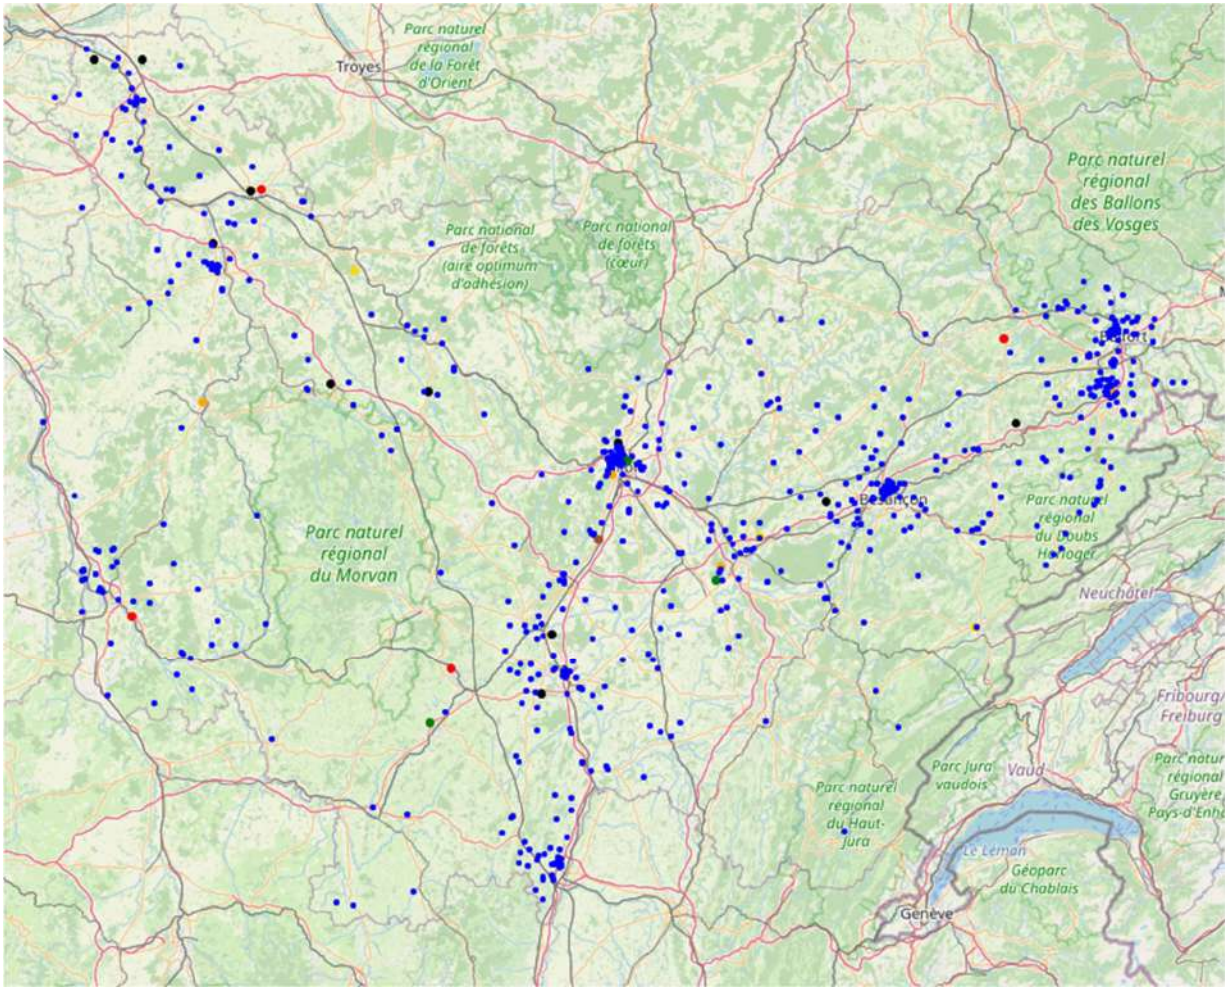 Parc naturel
régional
de la Forêt
d'Orient
Troyes
Parc naturel
régional
des Ballons
des Vosges
Parc national
de forêts
(aire optimum
d'adhésion)
Parc national
de forêts
(cœur)
Besançon
Parc naturel
régional
du Doubs
Horloger
Parc naturel
régional
du Morvan
Neuchâtel
Fribourg/
Freiburg
Vaud
Parc Jura
vaudois
Parc naturel
régional
du Haut-
Jura
Parc natur
régional
Gruyère
Pays-d'Enh
Le Léman
Géoparc
du Chablais
Genève